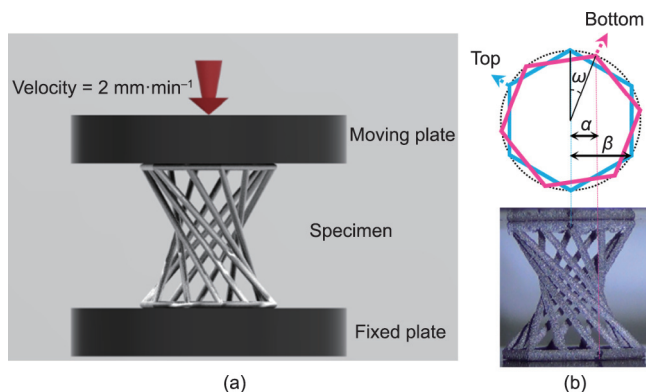 Velocity = 2 mm·min⁻¹
Moving plate
Specimen
Fixed plate
(a)
Bottom
(b)
Top
ω
α
β